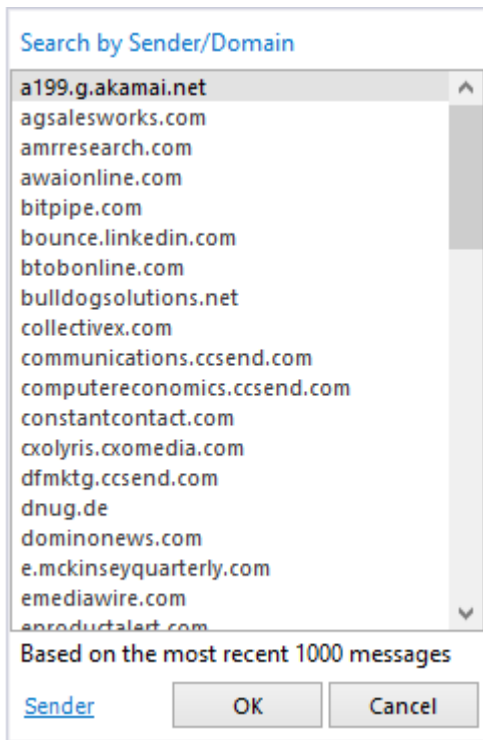 Search by Sender/Domain
a199.g.akamai.net
agsalesworks.com
amrresearch.com
awaionline.com
bitpipe.com
bounce.linkedin.com
btobonline.com
bulldogsolutions.net
collectivex.com
communications.ccsend.com
computereconomics.ccsend.com
constantcontact.com
cxolyris.cxomedia.com
dfmktg.ccsend.com
dnug.de
dominonews.com
e.mckinseyquarterly.com
emediawire.com
enproductalert.com
Based on the most recent 1000 messages
Sender OK Cancel